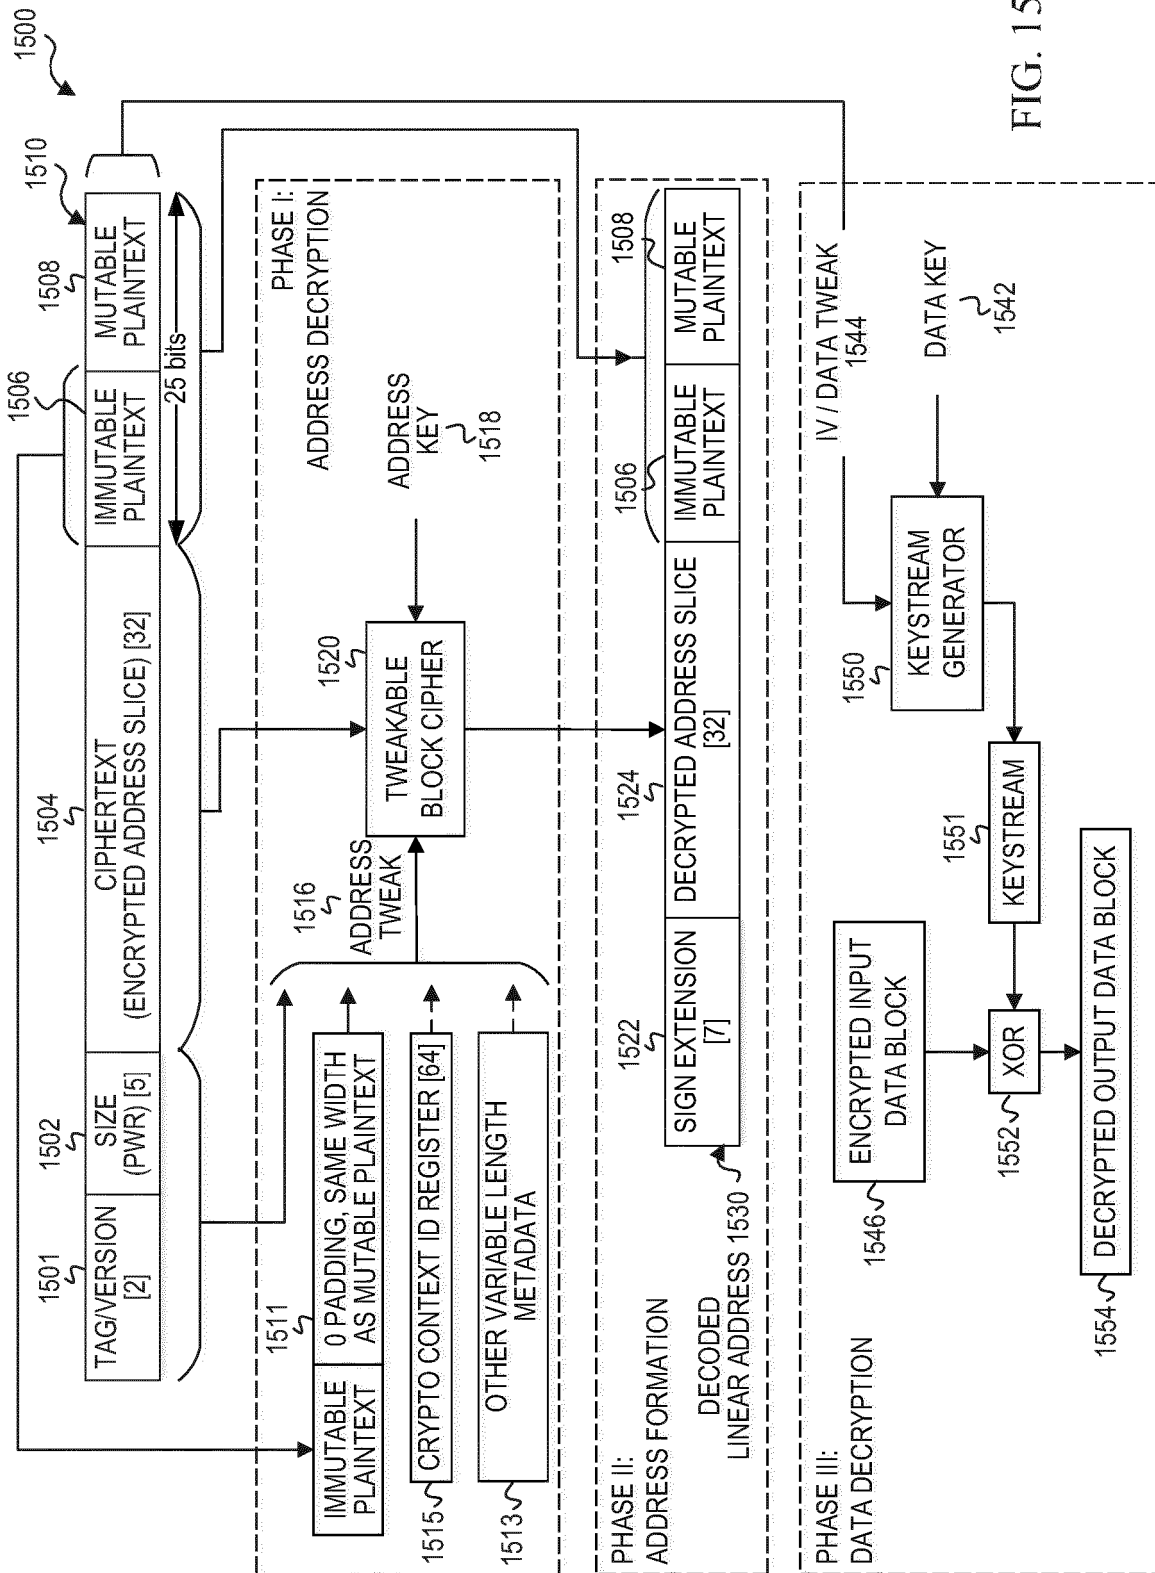 1500
1510
TAG/VERSION
[2]
1501
SIZE
(PWR) [5]
1502
CIPHERTEXT
(ENCRYPTED ADDRESS SLICE) [32]
1504
IMMUTABLE
PLAINTEXT
1506
MUTABLE
PLAINTEXT
1508
25 bits
PHASE I:
ADDRESS DECRYPTION
IMMUTABLE
PLAINTEXT
0 PADDING, SAME WIDTH
AS MUTABLE PLAINTEXT
1511
CRYPTO CONTEXT ID REGISTER [64]
1515
OTHER VARIABLE LENGTH
METADATA
1513
1516
ADDRESS
TWEAK
TWEAKABLE
BLOCK CIPHER
1520
ADDRESS
KEY
1518
PHASE II:
ADDRESS FORMATION
SIGN EXTENSION
[7]
1522
DECRYPTED ADDRESS SLICE
[32]
1524
IMMUTABLE
PLAINTEXT
1506
MUTABLE
PLAINTEXT
1508
DECODED
LINEAR ADDRESS 1530
PHASE III:
DATA DECRYPTION
IV / DATA TWEAK
1544
DATA KEY
1542
KEYSTREAM
GENERATOR
1550
KEYSTREAM
1551
ENCRYPTED INPUT
DATA BLOCK
1546
XOR
1552
DECRYPTED OUTPUT DATA BLOCK
1554
FIG. 15